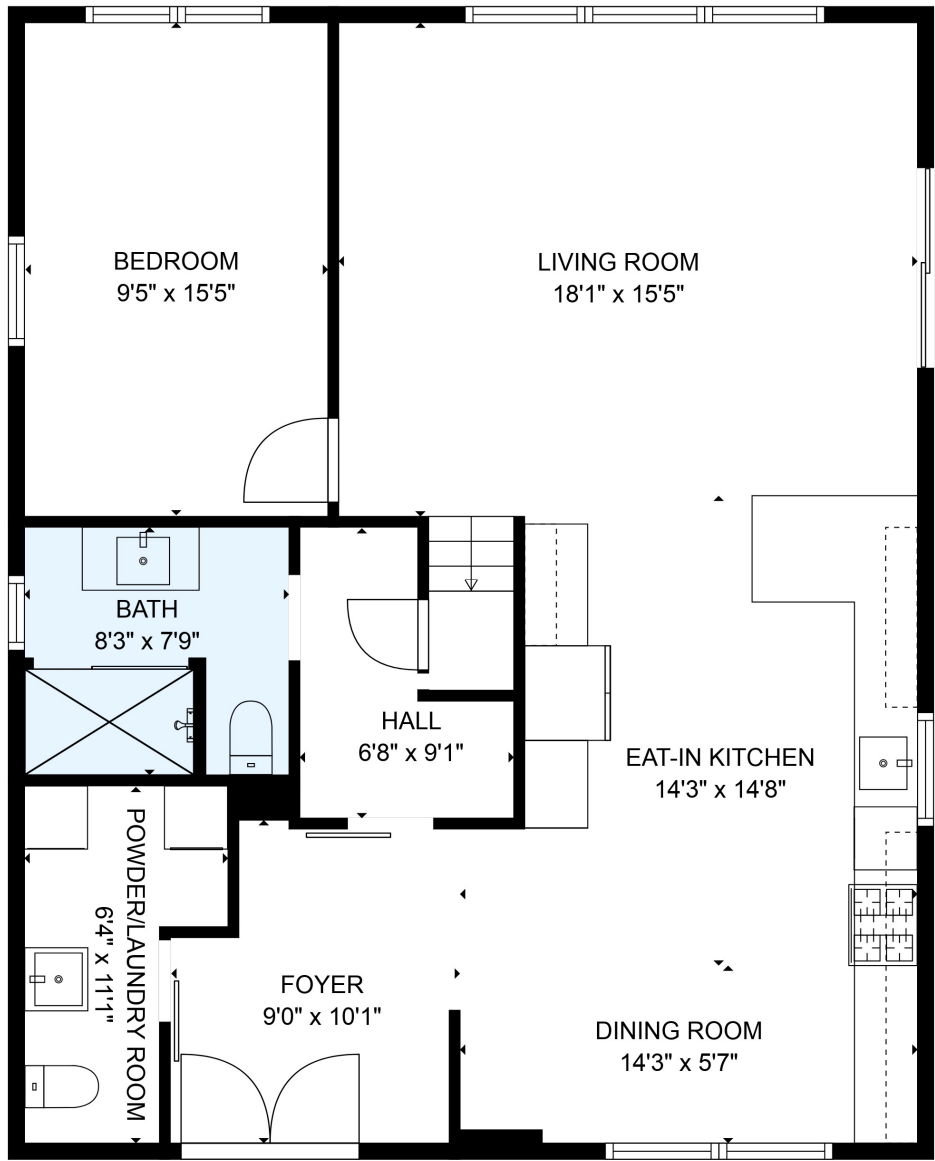 BEDROOM
9'5" x 15'5"
LIVING ROOM
18'1" x 15'5"
BATH
8'3" x 7'9"
HALL
6'8" x 9'1"
EAT-IN KITCHEN
14'3" x 14'8"
POWDER/LAUNDRY ROOM
6'4" x 11'1"
FOYER
9'0" x 10'1"
DINING ROOM
14'3" x 5'7"